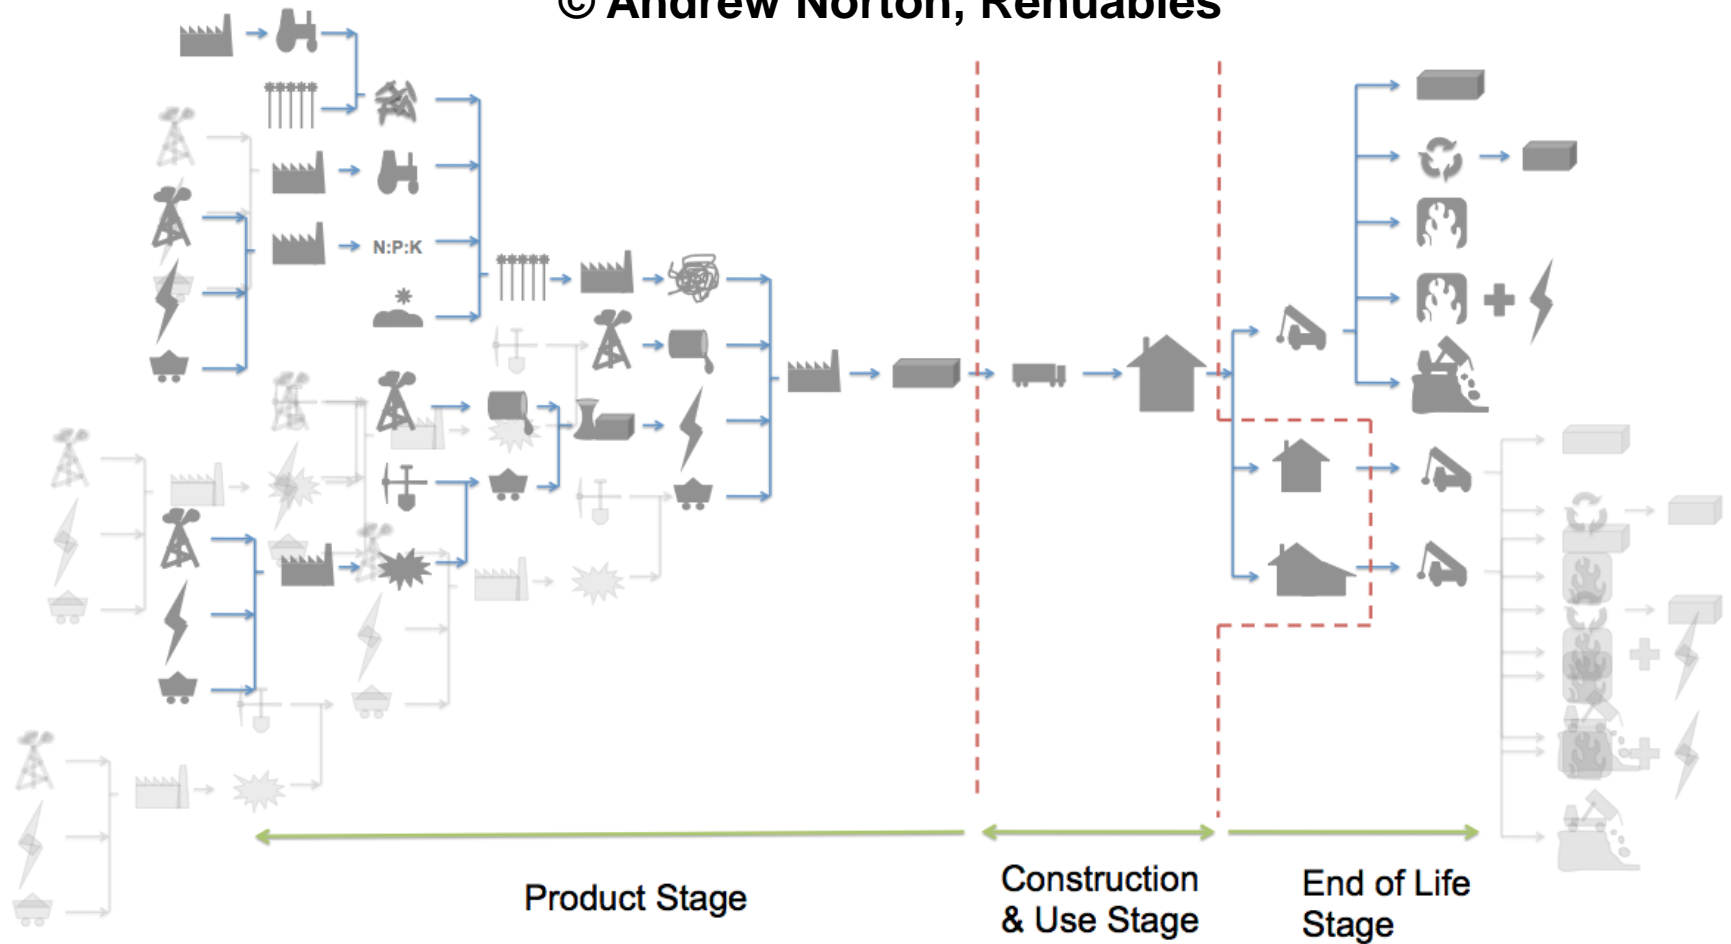 © Andrew Norton, Renuables
N:P:K
Product Stage
Construction
& Use Stage
End of Life
Stage